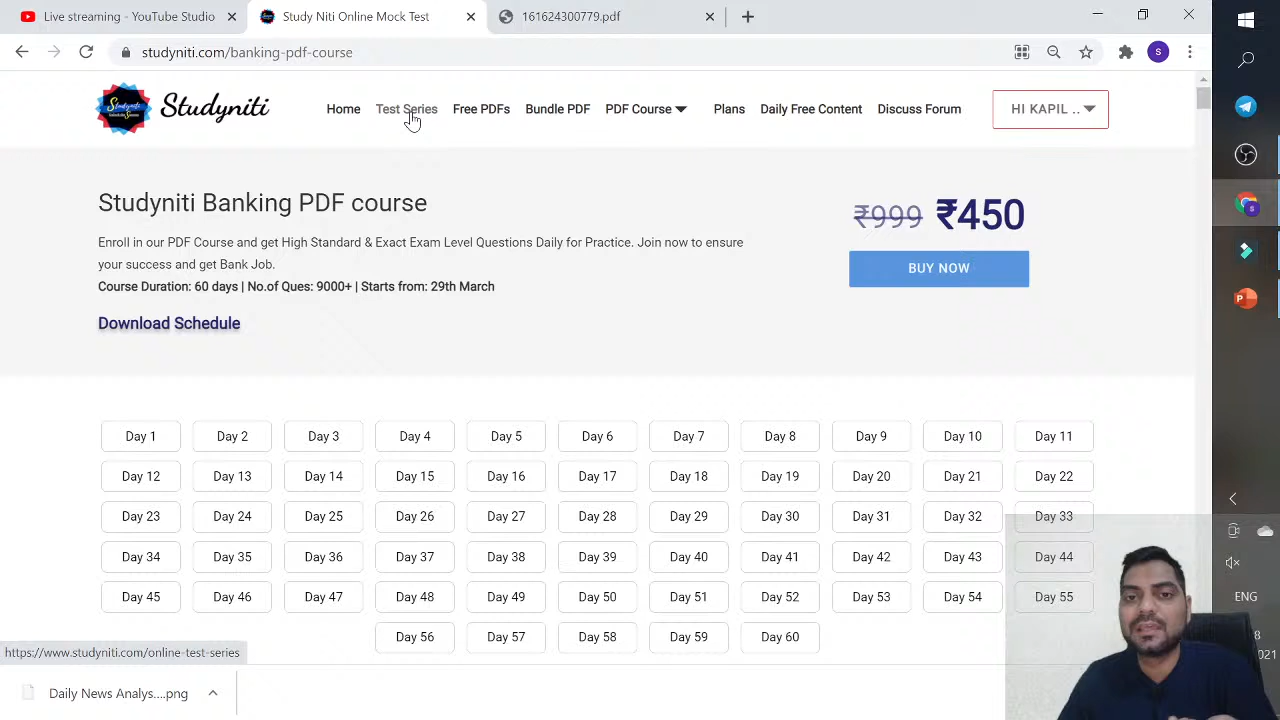 Live streaming - YouTube Studio
Study Niti Online Mock Test
161624300779.pdf
studyniti.com/banking-pdf-course
S
Studyniti
Home
Test Series
Free PDFs
Bundle PDF
PDF Course
Plans
Daily Free Content
Discuss Forum
HI KAPIL ..
Studyniti Banking PDF course
₹999 ₹450
Enroll in our PDF Course and get High Standard & Exact Exam Level Questions Daily for Practice. Join now to ensure
your success and get Bank Job.
BUY NOW
Course Duration: 60 days | No.of Ques: 9000+ | Starts from: 29th March
Download Schedule
Day 1 Day 2 Day 3 Day 4 Day 5 Day 6 Day 7 Day 8 Day 9 Day 10 Day 11
Day 12 Day 13 Day 14 Day 15 Day 16 Day 17 Day 18 Day 19 Day 20 Day 21 Day 22
Day 23 Day 24 Day 25 Day 26 Day 27 Day 28 Day 29 Day 30 Day 31 Day 32 Day 33
Day 34 Day 35 Day 36 Day 37 Day 38 Day 39 Day 40 Day 41 Day 42 Day 43 Day 44
Day 45 Day 46 Day 47 Day 48 Day 49 Day 50 Day 51 Day 52 Day 53 Day 54 Day 55
Day 56 Day 57 Day 58 Day 59 Day 60
ENG
https://www.studyniti.com/online-test-series
Daily News Analys....png